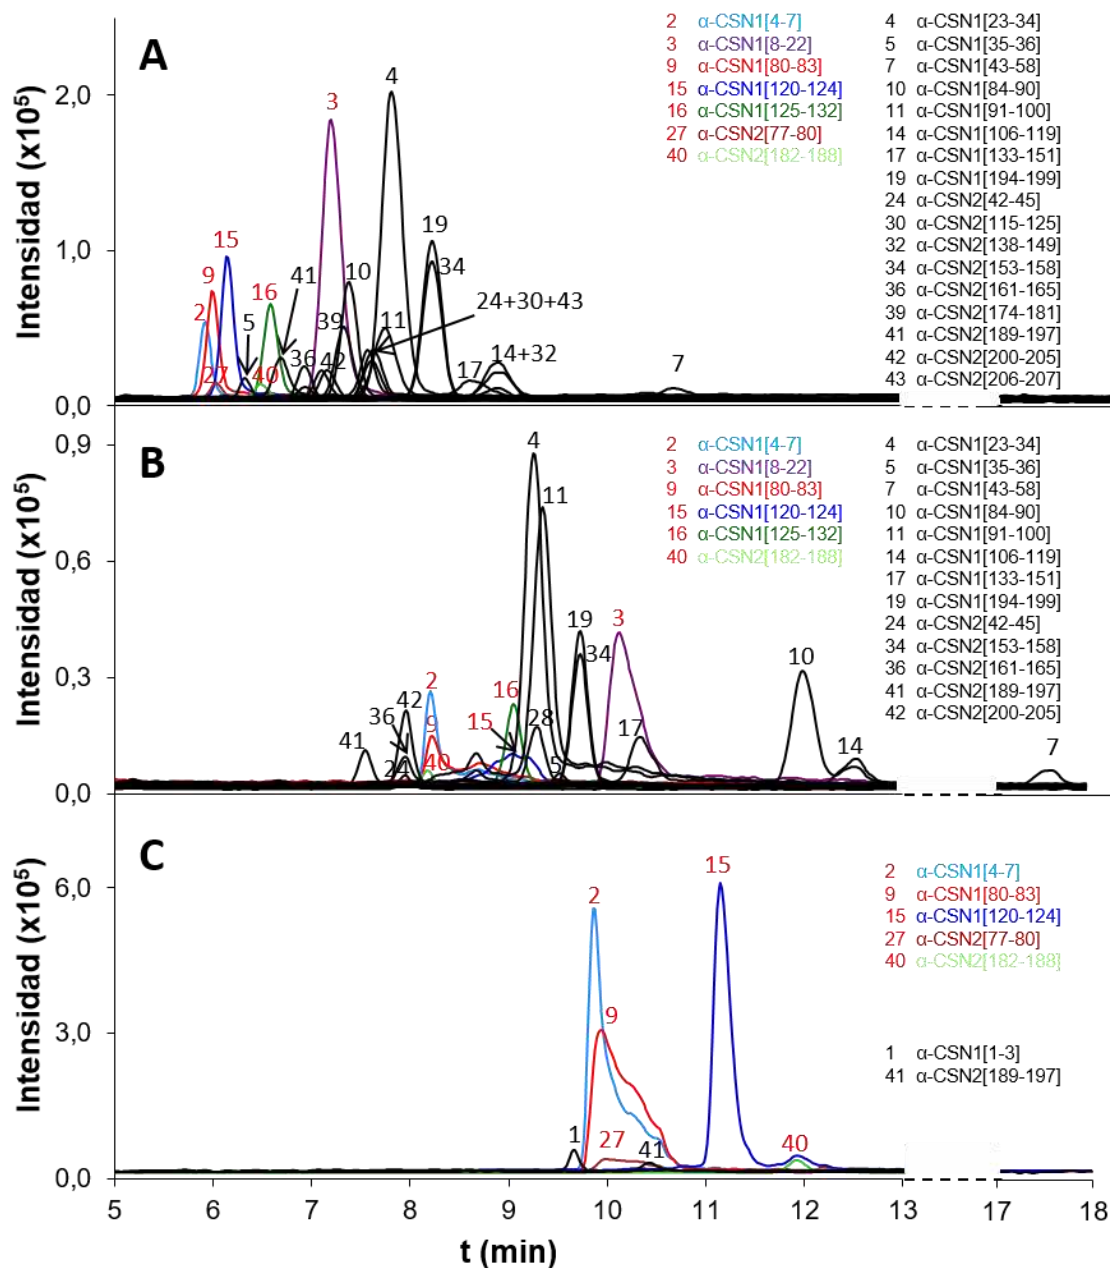 A
Intensidad (x10⁵)
2,0
1,0
0,0
2 α-CSN1[4-7]
3 α-CSN1[8-22]
9 α-CSN1[80-83]
15 α-CSN1[120-124]
16 α-CSN1[125-132]
27 α-CSN2[77-80]
40 α-CSN2[182-188]
4 α-CSN1[23-34]
5 α-CSN1[35-36]
7 α-CSN1[43-58]
10 α-CSN1[84-90]
11 α-CSN1[91-100]
14 α-CSN1[106-119]
17 α-CSN1[133-151]
19 α-CSN1[194-199]
24 α-CSN2[42-45]
30 α-CSN2[115-125]
32 α-CSN2[138-149]
34 α-CSN2[153-158]
36 α-CSN2[161-165]
39 α-CSN2[174-181]
41 α-CSN2[189-197]
42 α-CSN2[200-205]
43 α-CSN2[206-207]
2
9
27
15
5
16
40
41
36
42
3
39
10
4
11
19
34
24+30+43
17
14+32
7
B
Intensidad (x10⁵)
0,9
0,6
0,3
0,0
2 α-CSN1[4-7]
3 α-CSN1[8-22]
9 α-CSN1[80-83]
15 α-CSN1[120-124]
16 α-CSN1[125-132]
40 α-CSN2[182-188]
4 α-CSN1[23-34]
5 α-CSN1[35-36]
7 α-CSN1[43-58]
10 α-CSN1[84-90]
11 α-CSN1[91-100]
14 α-CSN1[106-119]
17 α-CSN1[133-151]
19 α-CSN1[194-199]
24 α-CSN2[42-45]
34 α-CSN2[153-158]
36 α-CSN2[161-165]
41 α-CSN2[189-197]
42 α-CSN2[200-205]
41
36
42
24
2
9
40
15
16
4
11
28
5
19
34
3
17
10
14
7
C
Intensidad (x10⁵)
6,0
3,0
0,0
2 α-CSN1[4-7]
9 α-CSN1[80-83]
15 α-CSN1[120-124]
27 α-CSN2[77-80]
40 α-CSN2[182-188]
1 α-CSN1[1-3]
41 α-CSN2[189-197]
1
2
9
27
41
15
40
5 6 7 8 9 10 11 12 13 17 18
t (min)